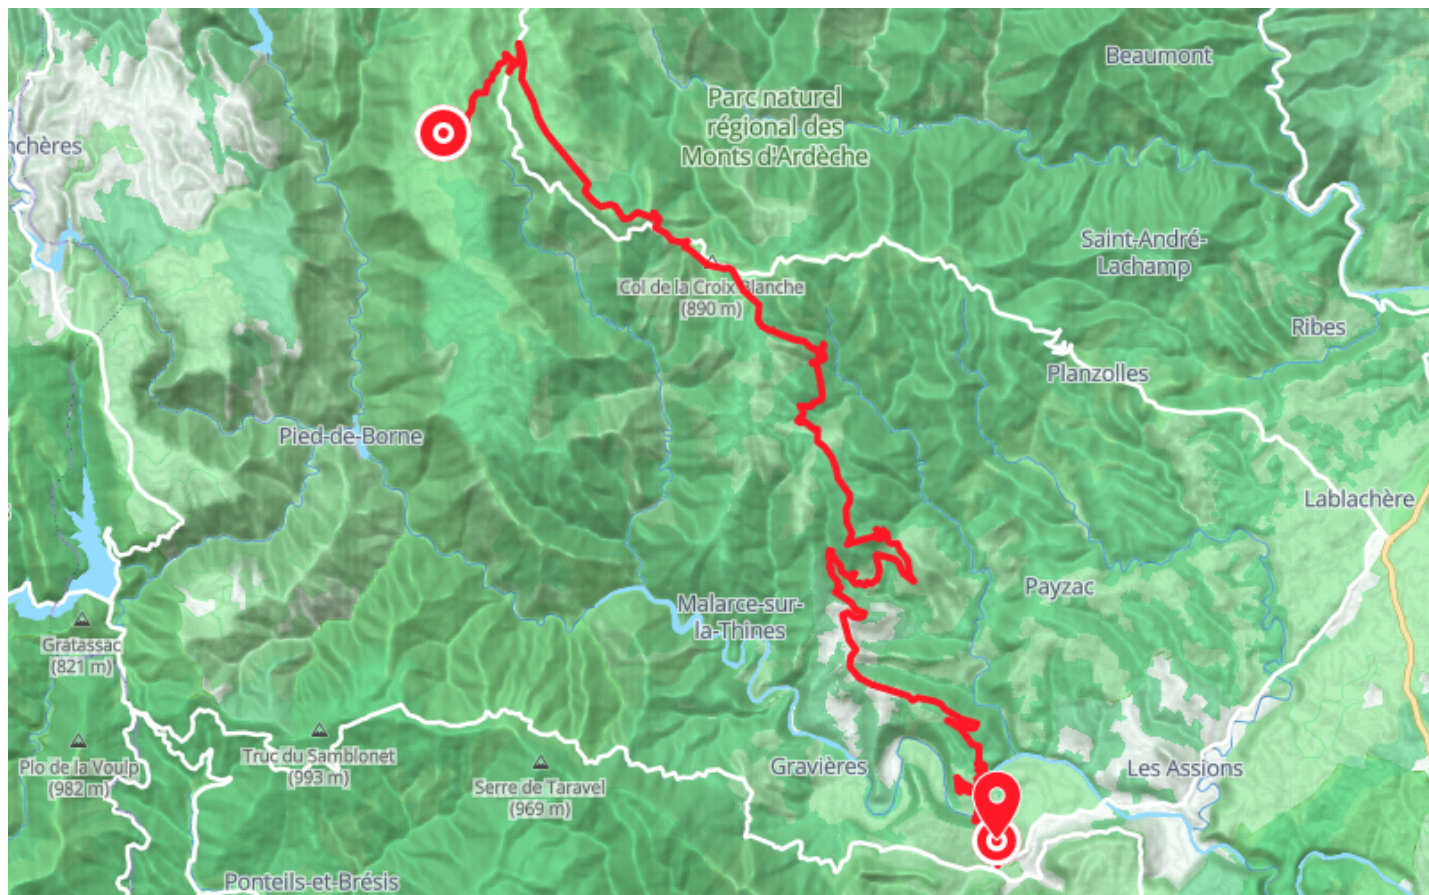 Beaumont
Parc naturel
régional des
Monts d'Ardèche
nchères
Saint-André-
Lachamp
Col de la Croix Blanche
(890 m)
Ribes
Planzolles
Pied-de-Borne
Lablachère
Payzac
Malarce-sur-
la-Thines
Gratassac
(821 m)
Truc du Samblonet
(993 m)
Plo de la Voulp
(982 m)
Gravières
Les Assions
Serre de Taravel
(969 m)
Ponteils-et-Brésis